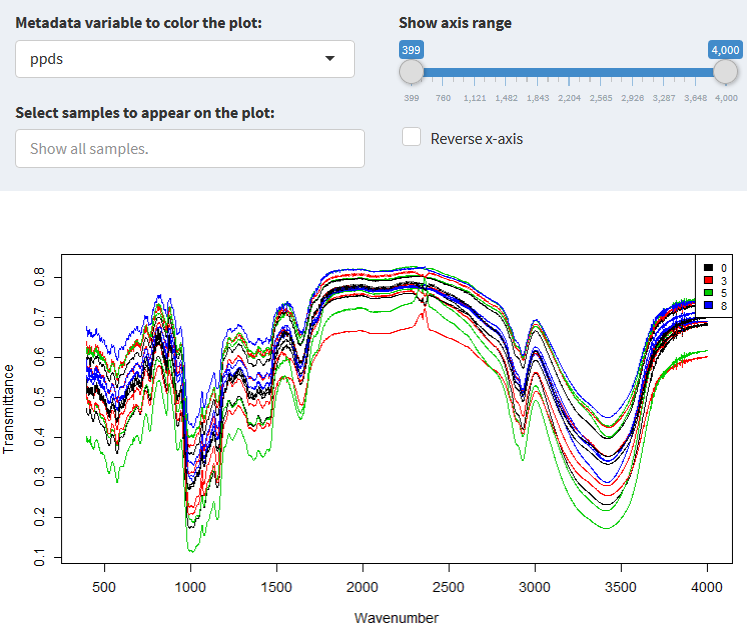 Metadata variable to color the plot:
ppds
Select samples to appear on the plot:
Show all samples.
Show axis range
399 4,000
399 760 1,121 1,482 1,843 2,204 2,565 2,926 3,287 3,648 4,000
Reverse x-axis
0
3
5
8
Transmittance
0.8
0.7
0.6
0.5
0.4
0.3
0.2
0.1
500 1000 1500 2000 2500 3000 3500 4000
Wavenumber